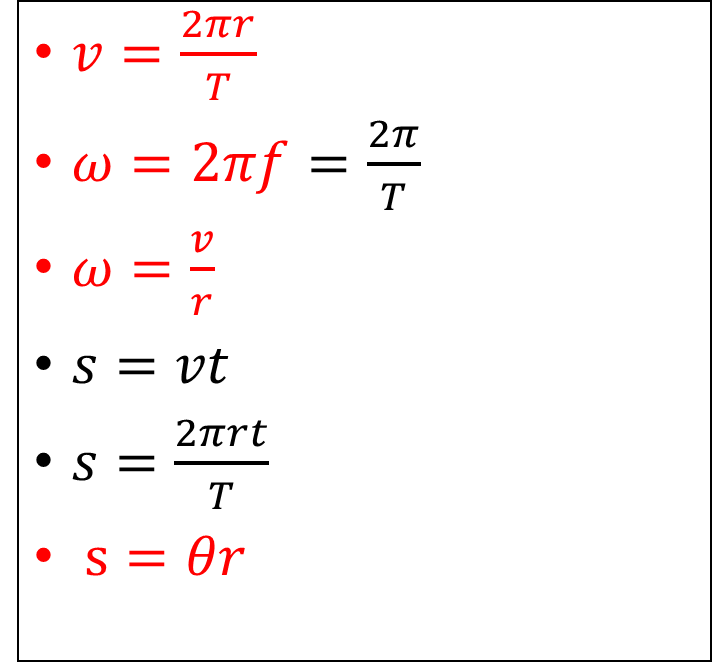 • v = 2πr/T
• ω = 2πf = 2π/T
• ω = v/r
• s = vt
• s = 2πrt/T
• s = θr